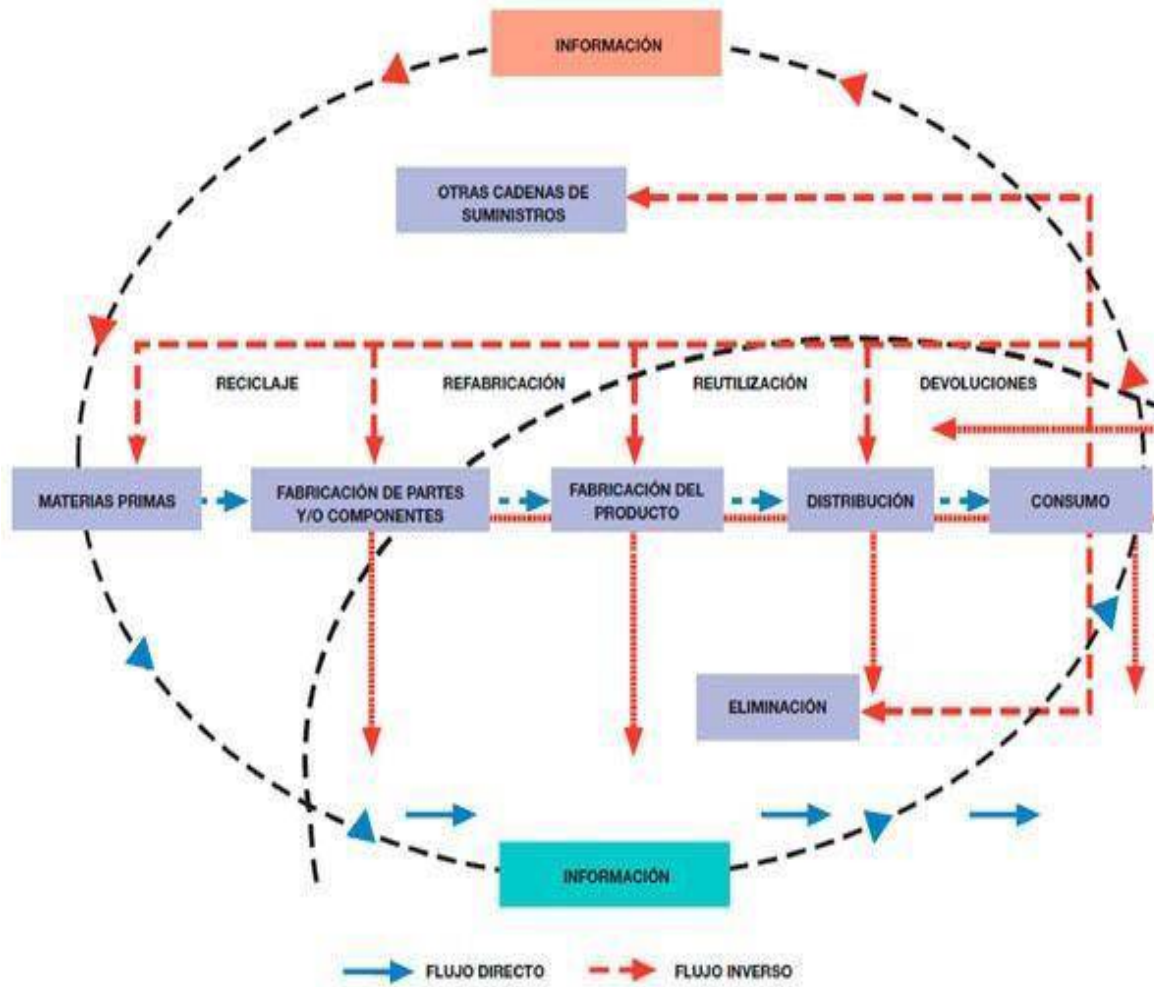 INFORMACIÓN
OTRAS CADENAS DE
SUMINISTROS
RECICLAJE
REFABRICACIÓN
REUTILIZACIÓN
DEVOLUCIONES
MATERIAS PRIMAS
FABRICACIÓN DE PARTES
Y/O COMPONENTES
FABRICACIÓN DEL
PRODUCTO
DISTRIBUCIÓN
CONSUMO
ELIMINACIÓN
INFORMACIÓN
FLUJO DIRECTO
FLUJO INVERSO